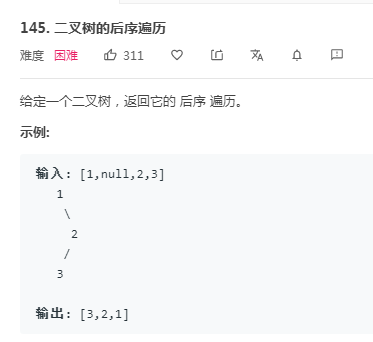 145. 二叉树的后序遍历
难度 困难 311
给定一个二叉树，返回它的 后序 遍历。
示例:
输入: [1,null,2,3]
1
\
2
/
3
输出: [3,2,1]